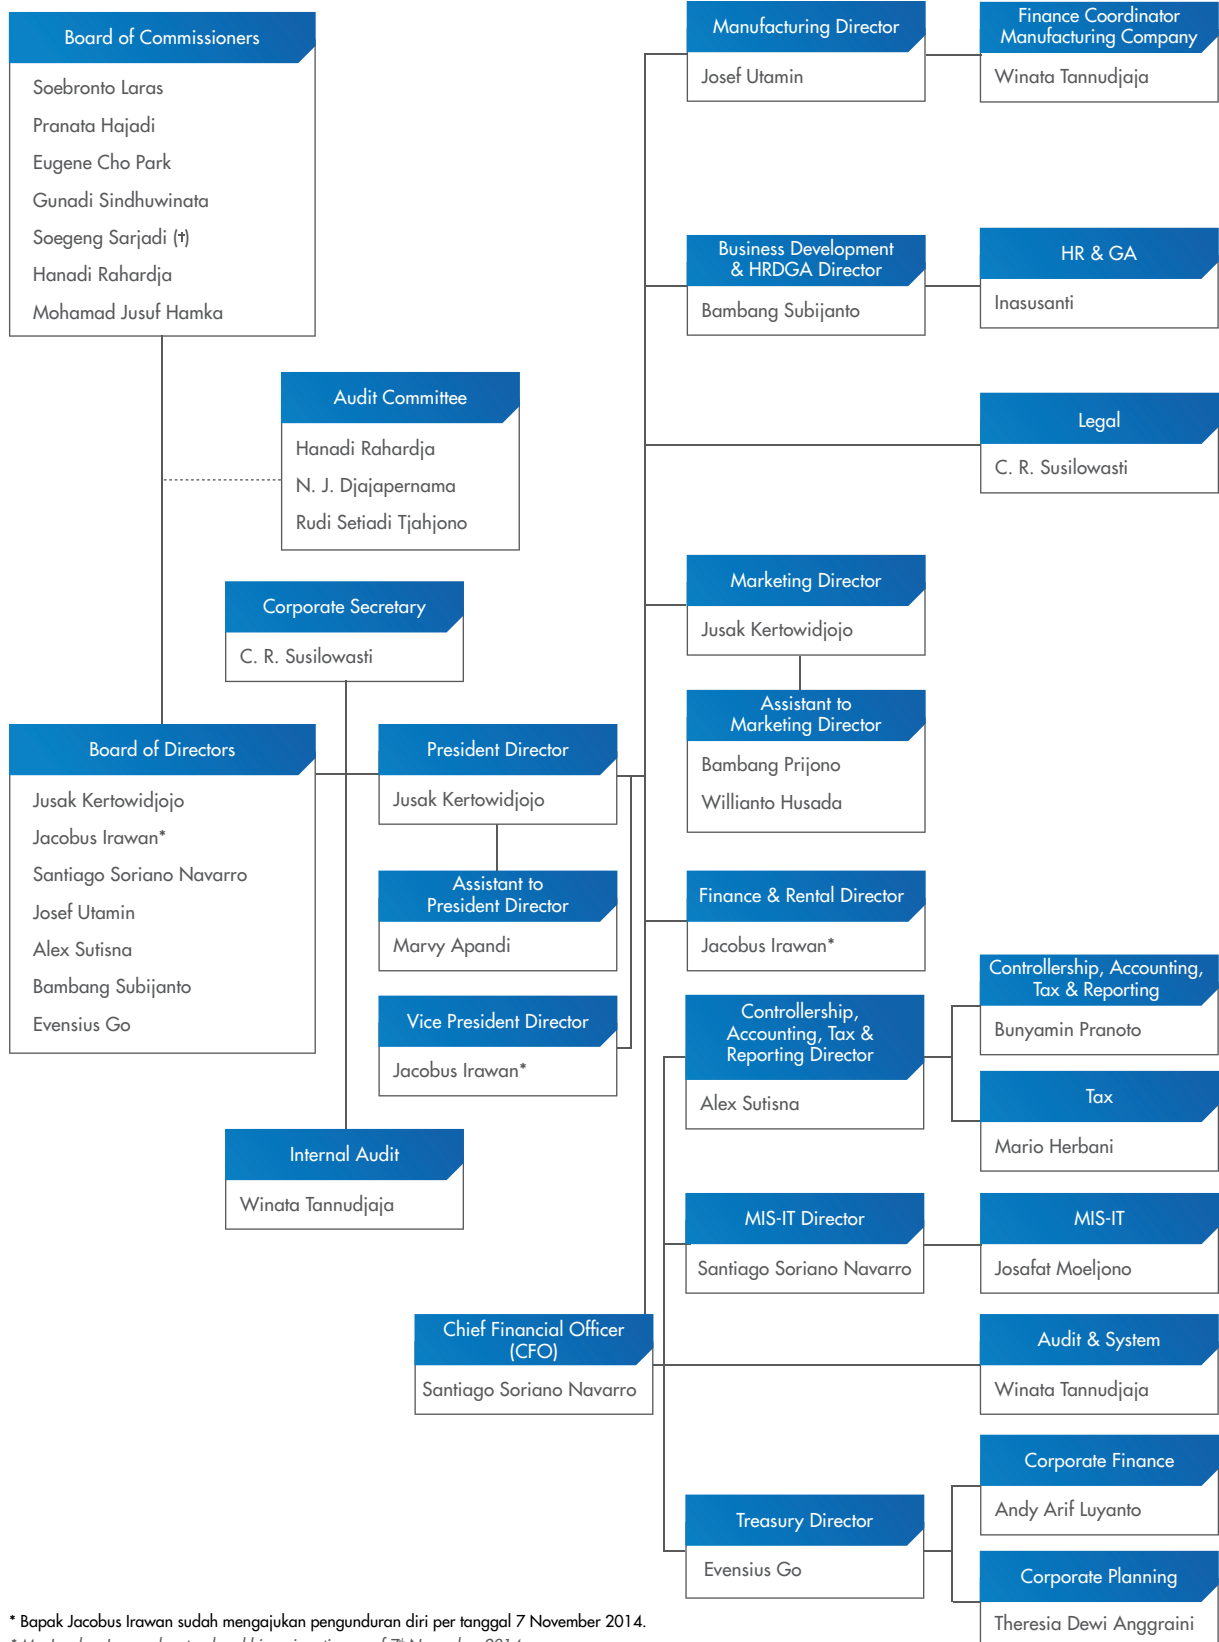 Board of Commissioners
Soebronto Laras
Pranata Hajadi
Eugene Cho Park
Gunadi Sindhuwinata
Soegeng Sarjadi (†)
Hanadi Rahardja
Mohamad Jusuf Hamka
Audit Committee
Hanadi Rahardja
N. J. Djajapernama
Rudi Setiadi Tjahjono
Corporate Secretary
C. R. Susilowasti
Board of Directors
Jusak Kertowidjojo
Jacobus Irawan*
Santiago Soriano Navarro
Josef Utamin
Alex Sutisna
Bambang Subijanto
Evensius Go
President Director
Jusak Kertowidjojo
Assistant to
President Director
Marvy Apandi
Vice President Director
Jacobus Irawan*
Internal Audit
Winata Tannudjaja
Chief Financial Officer
(CFO)
Santiago Soriano Navarro
Manufacturing Director
Josef Utamin
Finance Coordinator
Manufacturing Company
Winata Tannudjaja
Business Development
& HRDGA Director
Bambang Subijanto
HR & GA
Inasusanti
Legal
C. R. Susilowasti
Marketing Director
Jusak Kertowidjojo
Assistant to
Marketing Director
Bambang Prijono
Willianto Husada
Finance & Rental Director
Jacobus Irawan*
Controllership,
Accounting, Tax &
Reporting Director
Alex Sutisna
Controllership, Accounting,
Tax & Reporting
Bunyamin Pranoto
Tax
Mario Herbani
MIS-IT Director
Santiago Soriano Navarro
MIS-IT
Josafat Moeljono
Audit & System
Winata Tannudjaja
Treasury Director
Evensius Go
Corporate Finance
Andy Arif Luyanto
Corporate Planning
Theresia Dewi Anggraini
* Bapak Jacobus Irawan sudah mengajukan pengunduran diri per tanggal 7 November 2014.